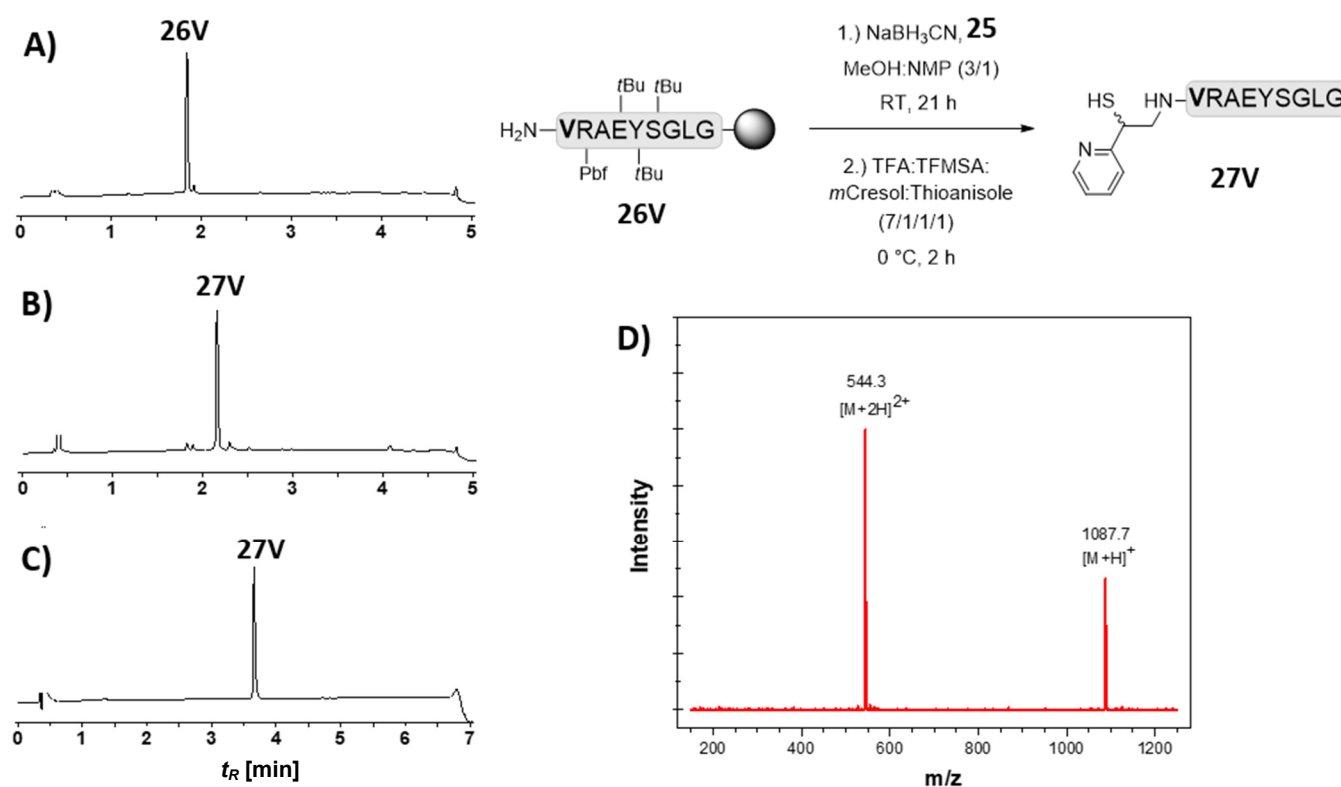 A)
26V
0 1 2 3 4 5
B)
27V
0 1 2 3 4 5
C)
27V
0 1 2 3 4 5 6 7
tR [min]
1.) NaBH3CN, 25
MeOH:NMP (3/1)
RT, 21 h
2.) TFA:TFMSA:
mCresol:Thioanisole
(7/1/1/1)
0 °C, 2 h
tBu tBu
H2N VRAEYSGLG
Pbf tBu
26V
HS HN VRAEYSGLG
N
27V
D)
544.3
[M+2H]2+
1087.7
[M+H]+
Intensity
200 400 600 800 1000 1200
m/z